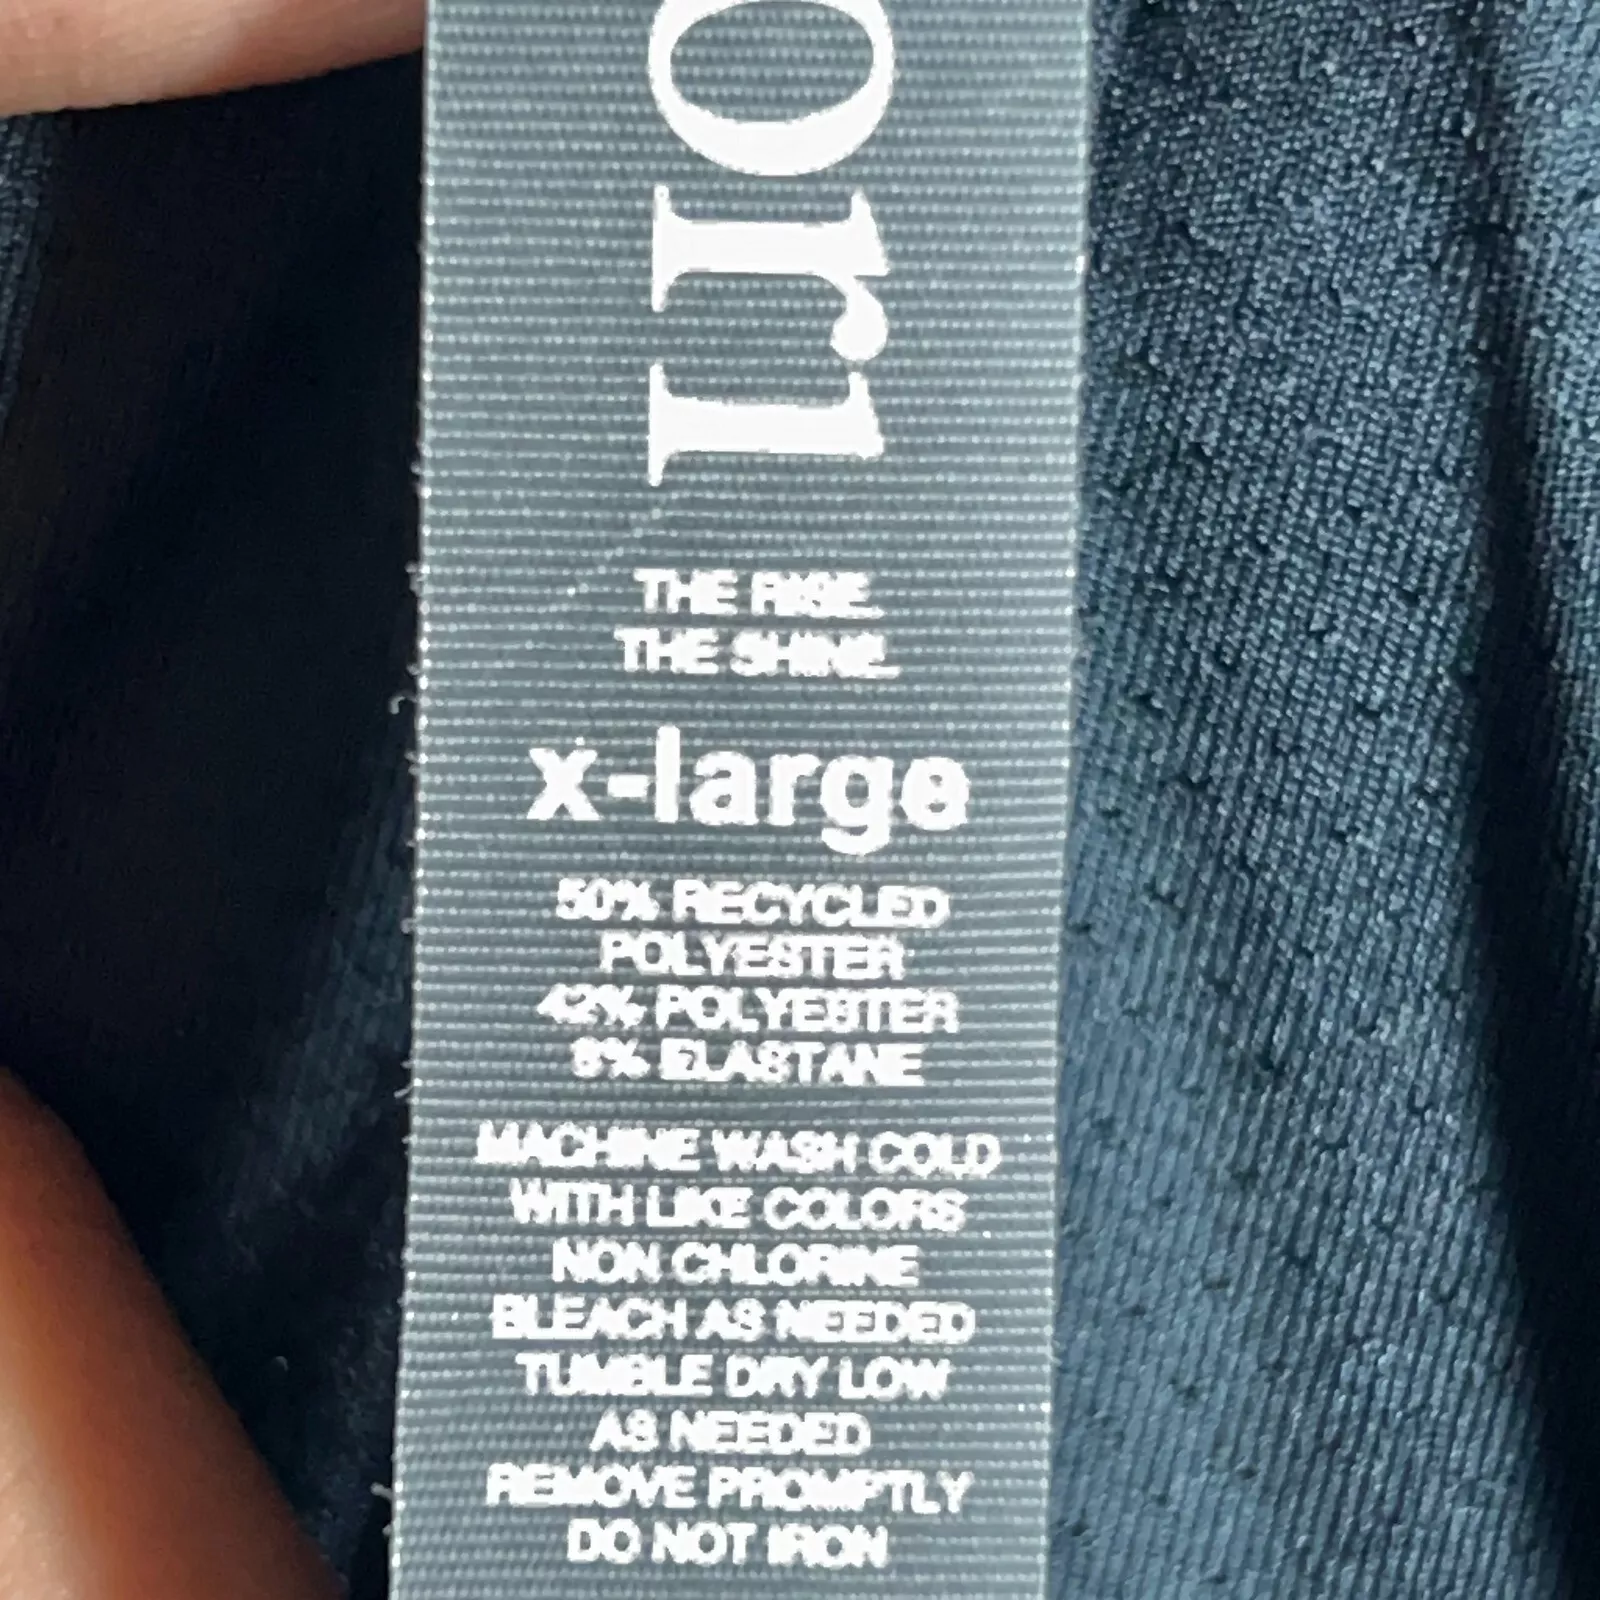 ori
THE RISE.
THE SHINE.
x-large
50% RECYCLED
POLYESTER
42% POLYESTER
8% ELASTANE
MACHINE WASH COLD
WITH LIKE COLORS
NON CHLORINE
BLEACH AS NEEDED
TUMBLE DRY LOW
AS NEEDED
REMOVE PROMPTLY
DO NOT IRON